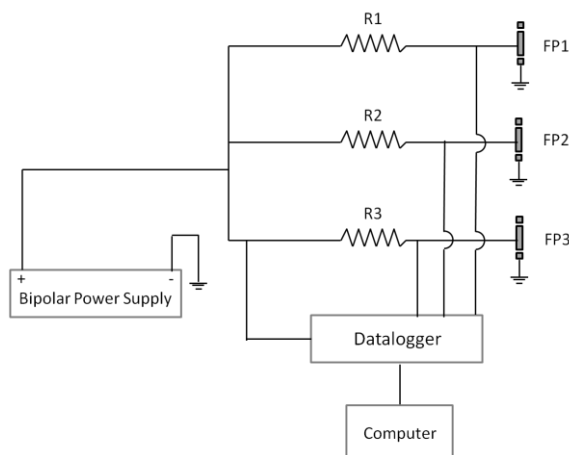 R1
FP1
R2
FP2
R3
FP3
+ -
Bipolar Power Supply
Datalogger
Computer